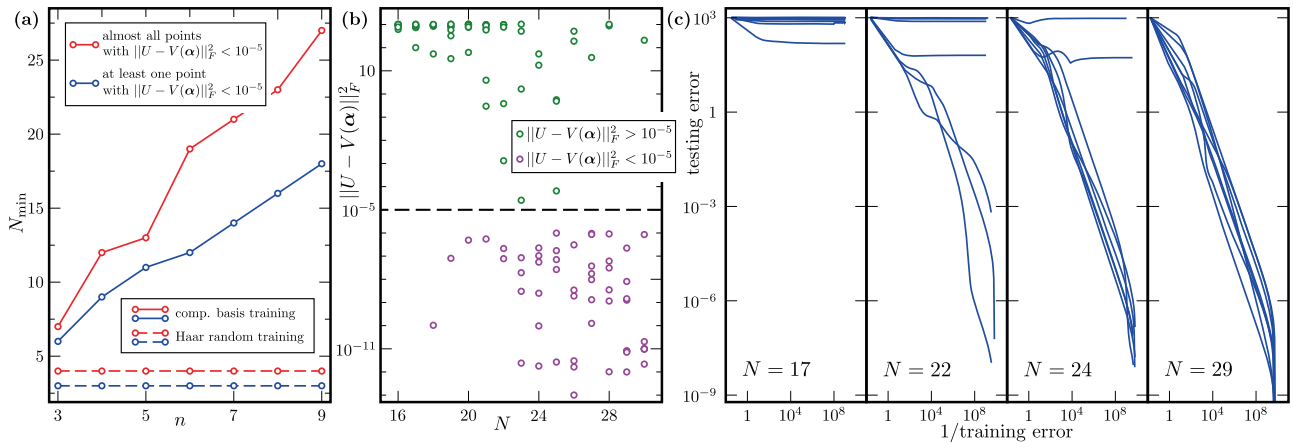 (a)
N_min
25
20
15
10
5
3
5
7
9
n
almost all points
with ||U − V(α)||²_F < 10⁻⁵
at least one point
with ||U − V(α)||²_F < 10⁻⁵
comp. basis training
Haar random training
(b)
||U − V(α)||²_F
10
10⁻⁵
10⁻¹¹
16
20
24
28
N
||U − V(α)||²_F > 10⁻⁵
||U − V(α)||²_F < 10⁻⁵
(c)
testing error
10³
1
10⁻³
10⁻⁶
10⁻⁹
N = 17
N = 22
N = 24
N = 29
1 10⁴ 10⁸
1 10⁴ 10⁸
1 10⁴ 10⁸
1 10⁴ 10⁸
1/training error